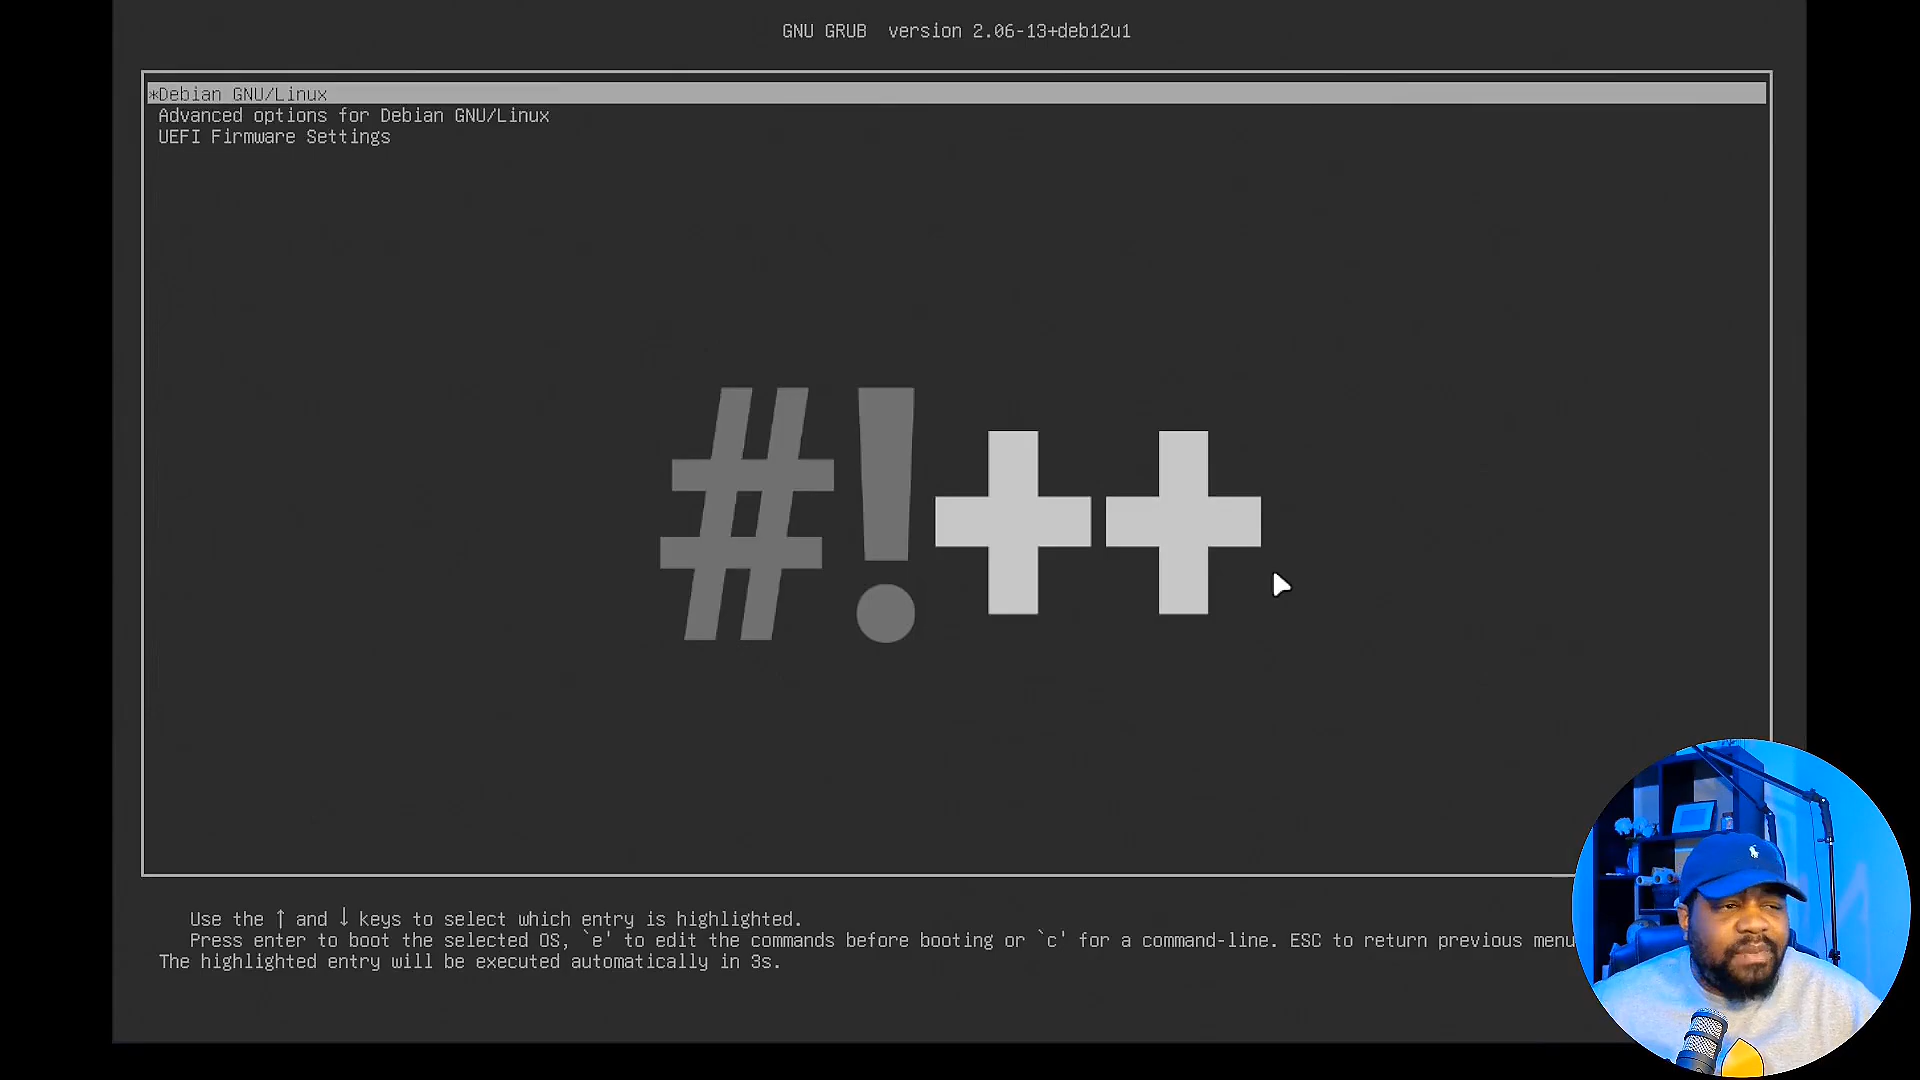 GNU GRUB  version 2.06-13+deb12u1
*Debian GNU/Linux
Advanced options for Debian GNU/Linux
UEFI Firmware Settings
#!++
Use the ↑ and ↓ keys to select which entry is highlighted.
Press enter to boot the selected OS, `e' to edit the commands before booting or `c' for a command-line. ESC to return previous menu
The highlighted entry will be executed automatically in 3s.